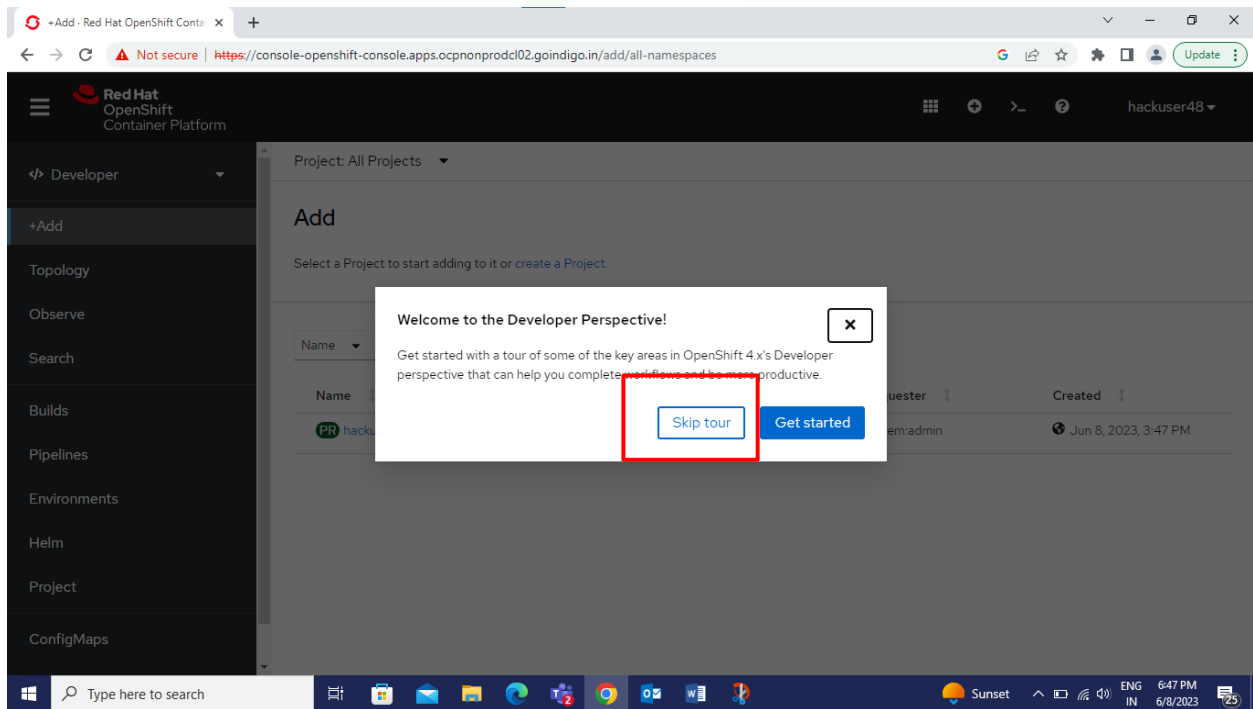 +Add · Red Hat OpenShift Conta
Not secure | https://console-openshift-console.apps.ocpnonprodcl02.goindigo.in/add/all-namespaces
Update
Red Hat
OpenShift
Container Platform
hackuser48
Developer
Project: All Projects
+Add
Add
Topology
Select a Project to start adding to it or create a Project.
Observe
Welcome to the Developer Perspective!
Name
Get started with a tour of some of the key areas in OpenShift 4.x's Developer
perspective that can help you complete workflows and be more productive.
Search
Name
uester
Created
Builds
Skip tour
Get started
PR hacku
em:admin
Jun 8, 2023, 3:47 PM
Pipelines
Environments
Helm
Project
ConfigMaps
Type here to search
Sunset
ENG
IN
6:47 PM
6/8/2023
25